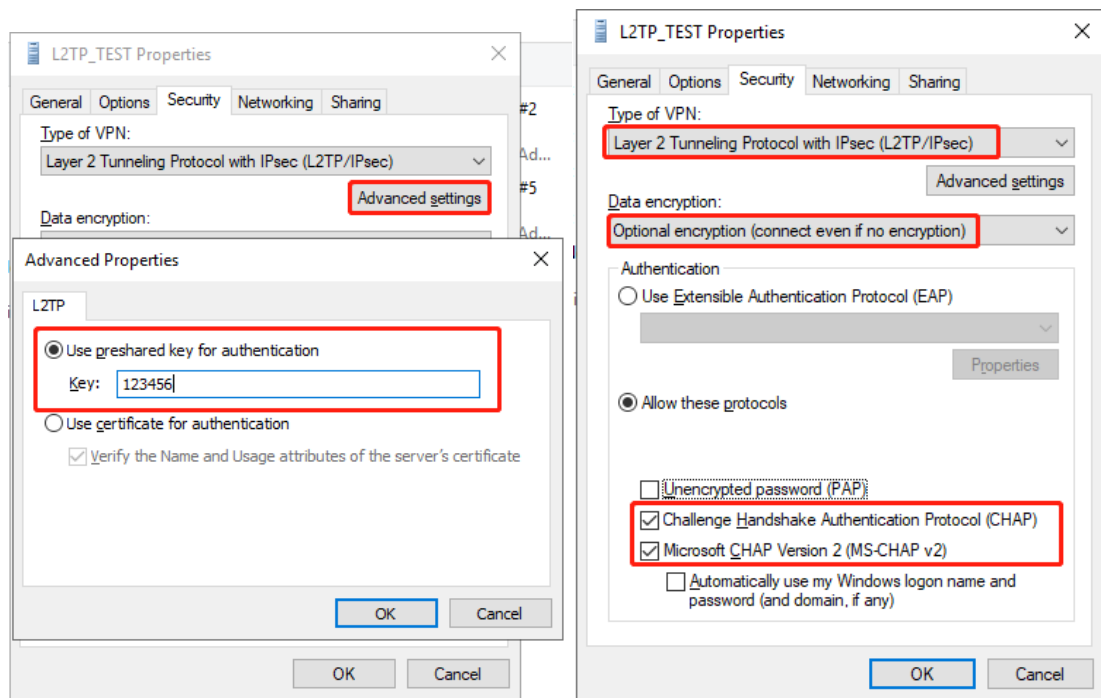 L2TP_TEST Properties
General Options Security Networking Sharing
Type of VPN:
Layer 2 Tunneling Protocol with IPsec (L2TP/IPsec)
Advanced settings
Data encryption:
#2
Ad...
#5
Ad...
Advanced Properties
L2TP
Use preshared key for authentication
Key: 123456
Use certificate for authentication
Verify the Name and Usage attributes of the server's certificate
OK Cancel
OK Cancel
L2TP_TEST Properties
General Options Security Networking Sharing
Type of VPN:
Layer 2 Tunneling Protocol with IPsec (L2TP/IPsec)
Advanced settings
Data encryption:
Optional encryption (connect even if no encryption)
Authentication
Use Extensible Authentication Protocol (EAP)
Properties
Allow these protocols
Unencrypted password (PAP)
Challenge Handshake Authentication Protocol (CHAP)
Microsoft CHAP Version 2 (MS-CHAP v2)
Automatically use my Windows logon name and
password (and domain, if any)
OK Cancel